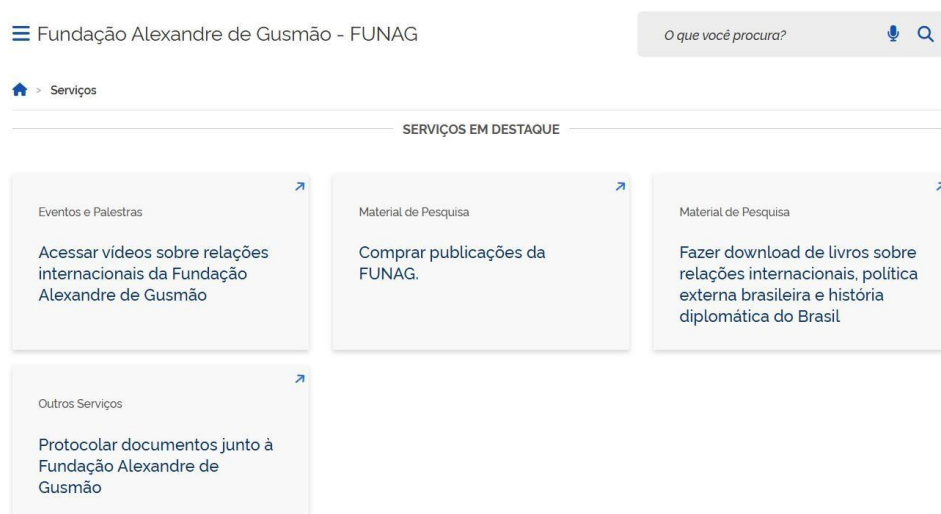 Fundação Alexandre de Gusmão - FUNAG
O que você procura?
> Serviços
SERVIÇOS EM DESTAQUE
Eventos e Palestras
Acessar vídeos sobre relações
internacionais da Fundação
Alexandre de Gusmão
Material de Pesquisa
Comprar publicações da
FUNAG.
Material de Pesquisa
Fazer download de livros sobre
relações internacionais, política
externa brasileira e história
diplomática do Brasil
Outros Serviços
Protocolar documentos junto à
Fundação Alexandre de
Gusmão